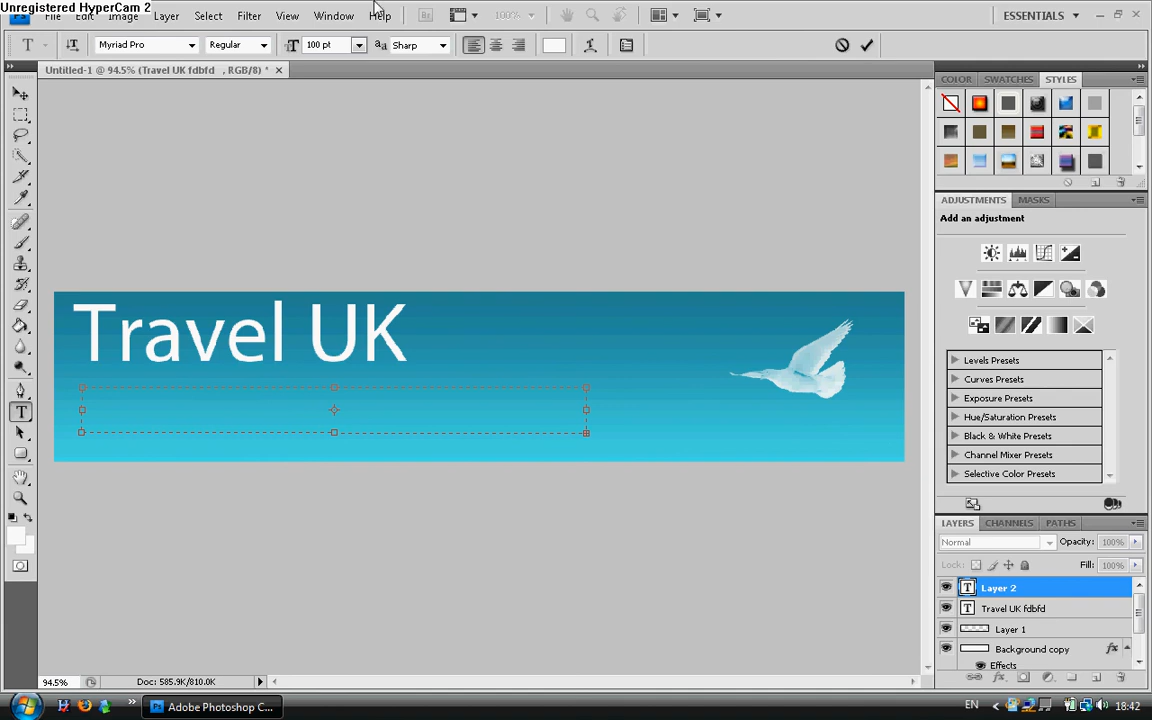 Unregistered HyperCam 2
File Edit Image Layer Select Filter View Window Help
100%
ESSENTIALS
Myriad Pro Regular 100 pt Sharp
Untitled-1 @ 94.5% (Travel UK fdbfd , RGB/8) *
COLOR SWATCHES STYLES
ADJUSTMENTS MASKS
Add an adjustment
Travel UK
Levels Presets
Curves Presets
Exposure Presets
Hue/Saturation Presets
Black & White Presets
Channel Mixer Presets
Selective Color Presets
LAYERS CHANNELS PATHS
Normal Opacity: 100%
Lock: Fill: 100%
Layer 2
Travel UK fdbfd
Layer 1
Background copy fx
Effects
94.5% Doc: 585.9K/810.0K
Adobe Photoshop C...
EN 18:42